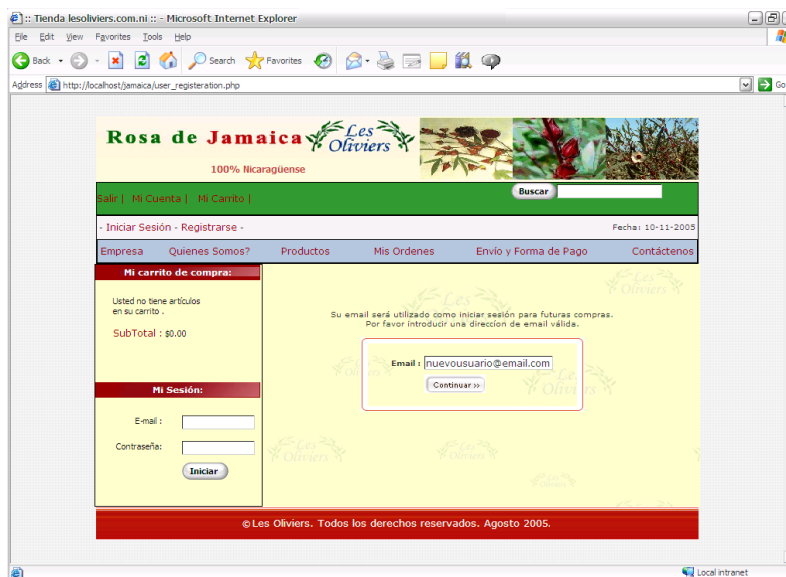 :: Tienda lesoliviers.com.ni :: - Microsoft Internet Explorer
File Edit View Favorites Tools Help
Back Search Favorites
Address http://localhost/jamaica/user_registeration.php Go
Rosa de Jamaica Les Oliviers
100% Nicaragüense
Salir | Mi Cuenta | Mi Carrito | Buscar
- Iniciar Sesión - Registrarse - Fecha: 10-11-2005
Empresa Quienes Somos? Productos Mis Ordenes Envío y Forma de Pago Contáctenos
Mi carrito de compra:
Usted no tiene artículos
en su carrito .
SubTotal : $0.00
Mi Sesión:
E-mail :
Contraseña:
Iniciar
Su email será utilizado como iniciar sesión para futuras compras.
Por favor introducir una direccíon de email válida.
Email : nuevousuario@email.com
Continuar >>
Les Oliviers
© Les Oliviers. Todos los derechos reservados. Agosto 2005.
Local intranet